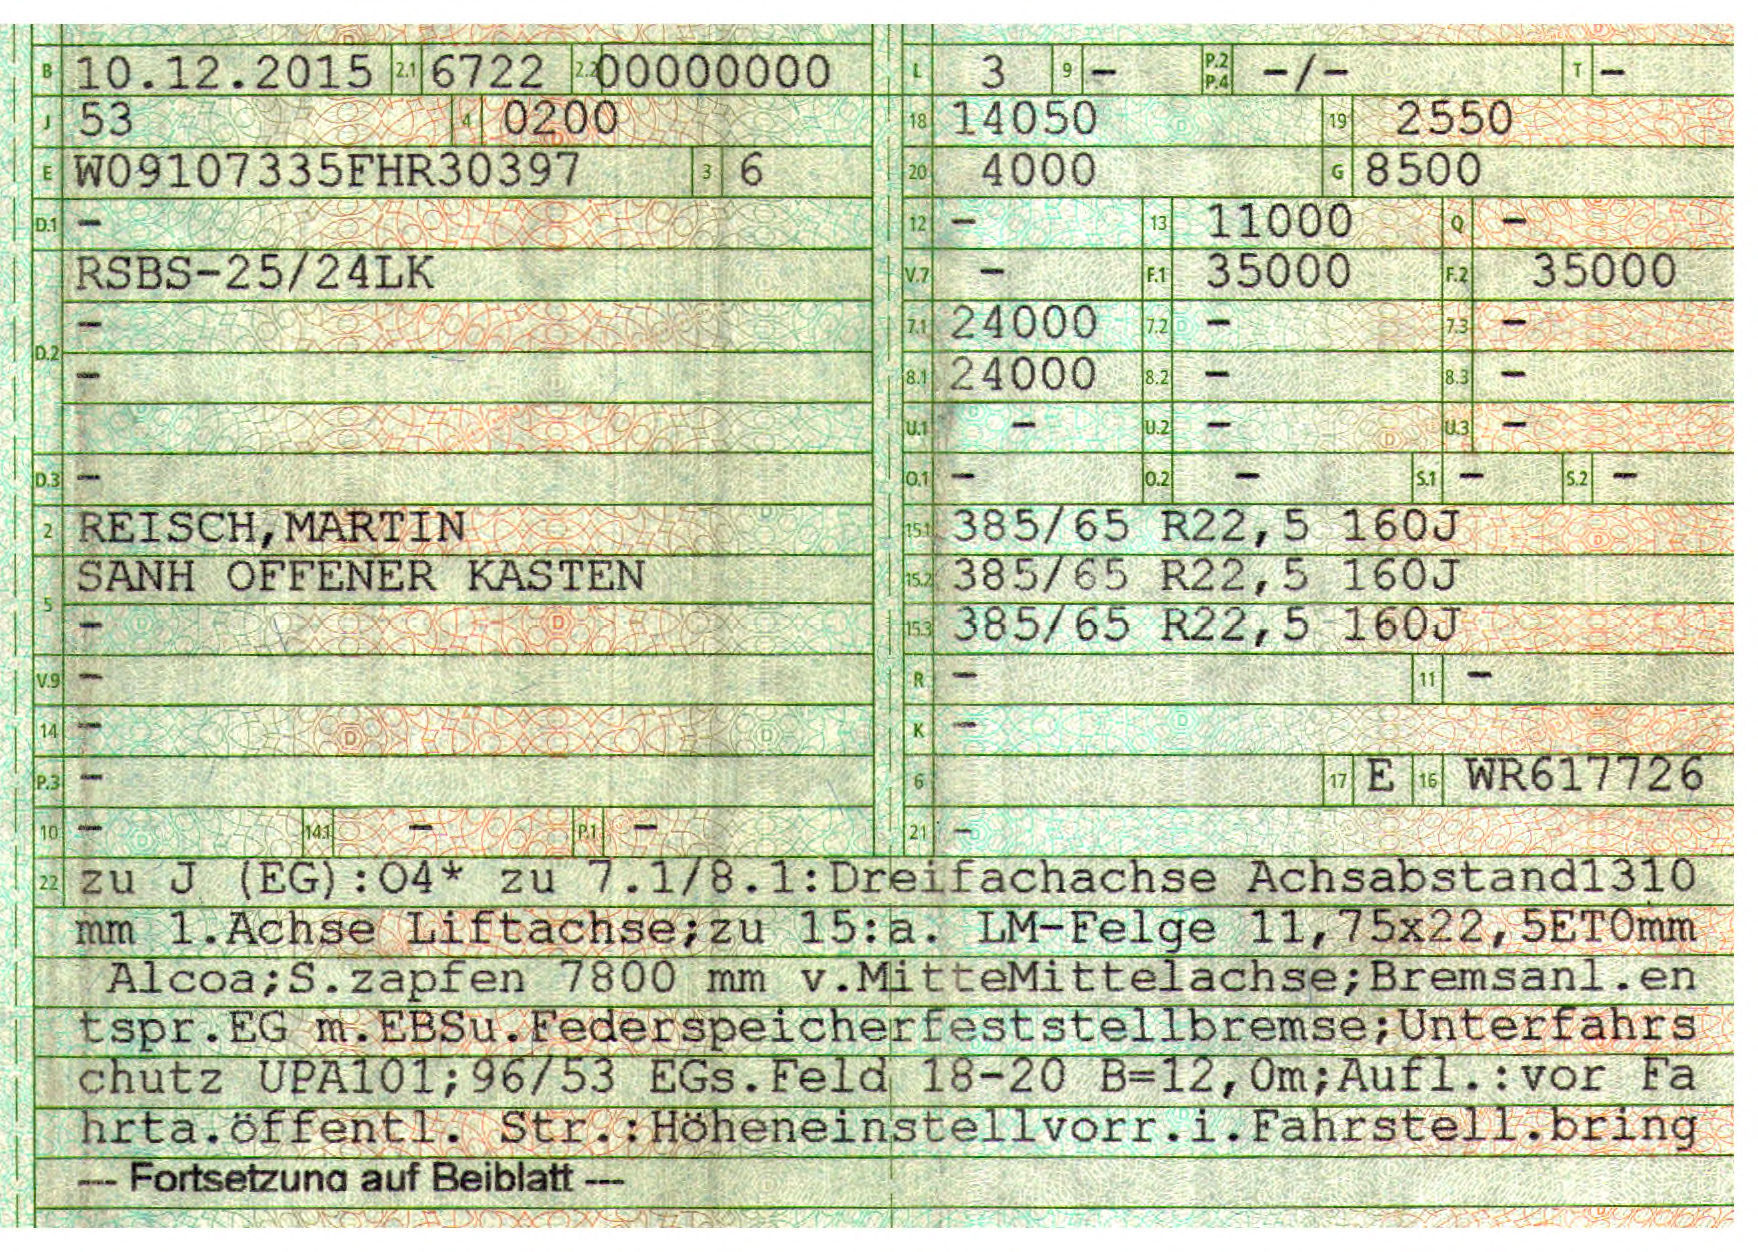 B 10.12.2015 2.1 6722 2.2 00000000
J 53 4 0200
E W09107335FHR30397 3 6
D.1 –
RSBS-25/24LK
–
D.2
–
D.3 –
2 REISCH,MARTIN
SANH OFFENER KASTEN
5
–
V.9 –
14 –
P.3 –
10 – 14.1 – P.1 –
L 3 9 – P.2 P.4 –/– T –
18 14050 19 2550
20 4000 G 8500
12 – 13 11000 Q –
V.7 – F.1 35000 F.2 35000
7.1 24000 7.2 – 7.3 –
8.1 24000 8.2 – 8.3 –
U.1 – U.2 – U.3 –
O.1 – O.2 – S.1 – S.2 –
15.1 385/65 R22,5 160J
15.2 385/65 R22,5 160J
15.3 385/65 R22,5 160J
R – 11 –
K –
6 17 E 16 WR617726
21 –
22 zu J (EG):O4* zu 7.1/8.1:Dreifachachse Achsabstand1310
mm 1.Achse Liftachse;zu 15:a. LM-Felge 11,75x22,5ET0mm
Alcoa;S.zapfen 7800 mm v.MitteMittelachse;Bremsanl.en
tspr.EG m.EBSu.Federspeicherfeststellbremse;Unterfahrs
chutz UPA101;96/53 EGs.Feld 18-20 B=12,0m;Aufl.:vor Fa
hrta.öffentl. Str.:Höheneinstellvorr.i.Fahrstell.bring
--- Fortsetzung auf Beiblatt ---